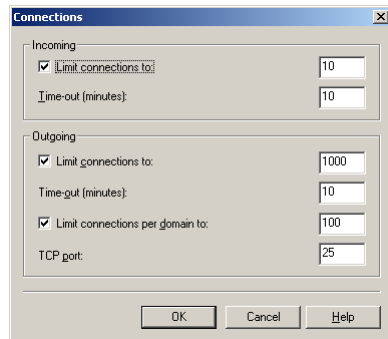 Connections
Incoming
Limit connections to: 10
Time-out (minutes): 10
Outgoing
Limit connections to: 1000
Time-out (minutes): 10
Limit connections per domain to: 100
TCP port: 25
OK Cancel Help